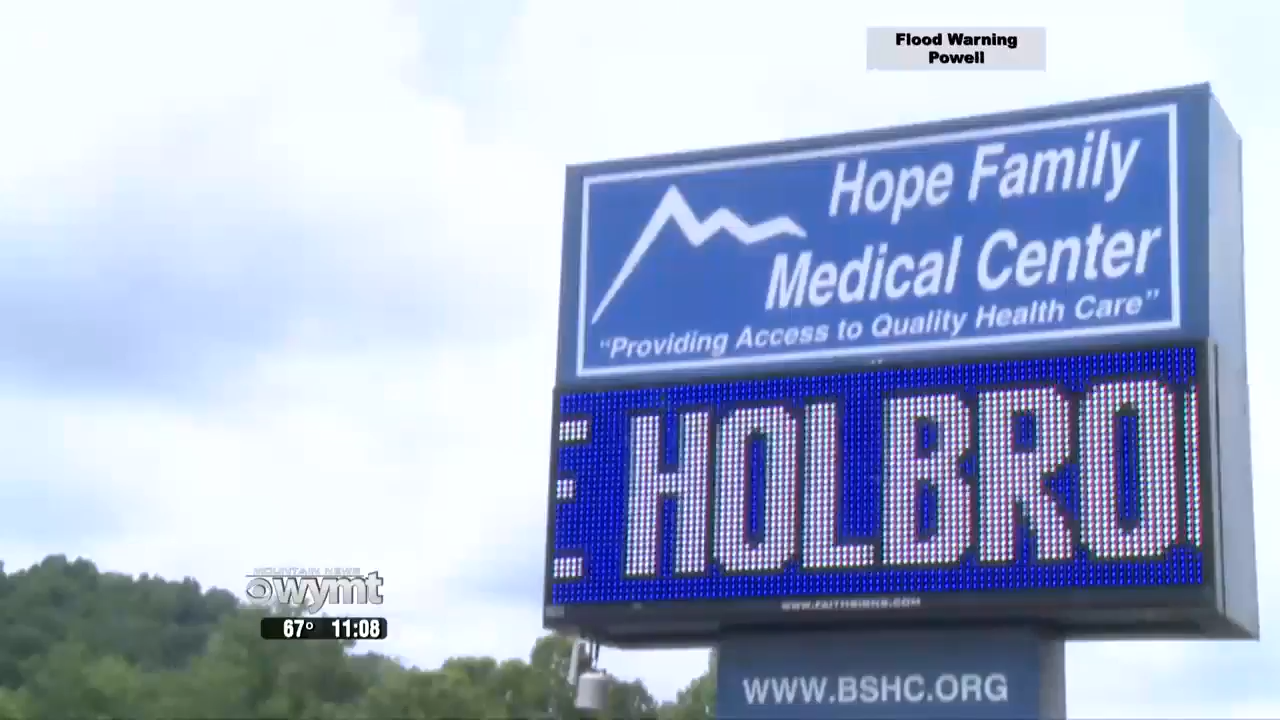 Flood Warning
Powell
Hope Family
Medical Center
"Providing Access to Quality Health Care"
E HOLBRO
WWW.FAITHSIGNS.COM
WWW.BSHC.ORG
MOUNTAIN NEWS
wymt
67° 11:08